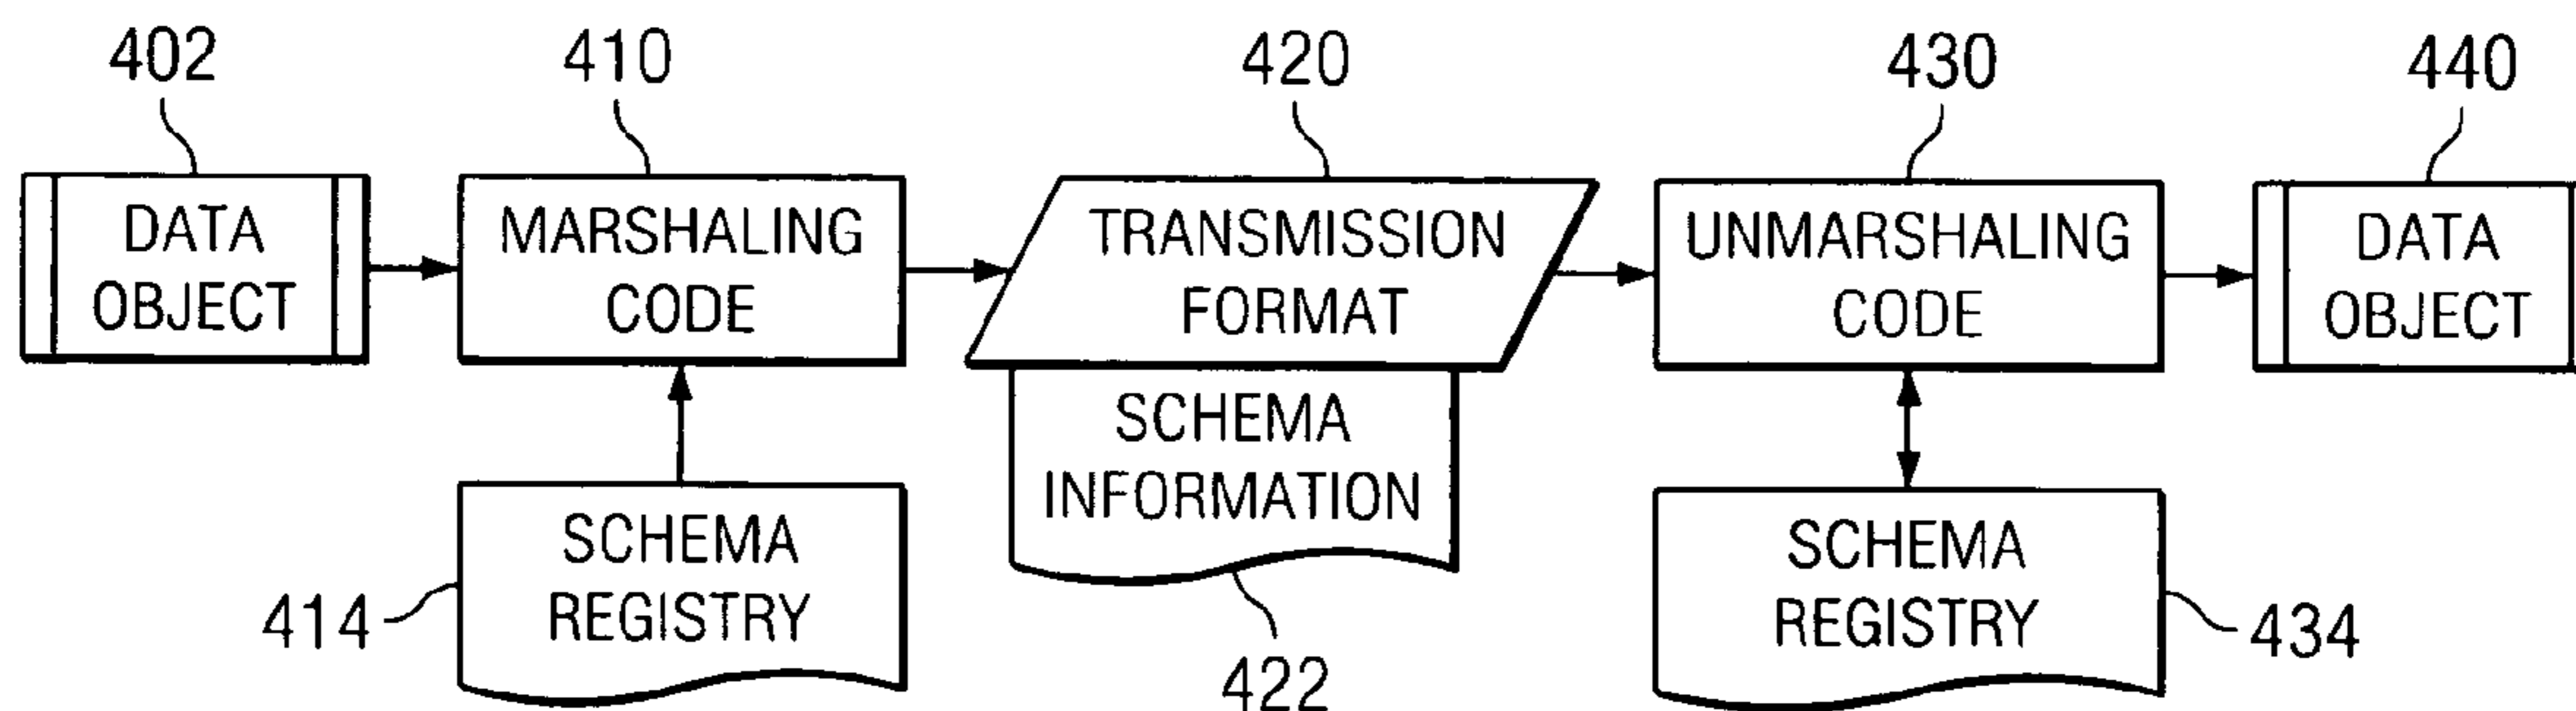 402
410
420
430
440
DATA
OBJECT
MARSHALING
CODE
TRANSMISSION
FORMAT
UNMARSHALING
CODE
DATA
OBJECT
SCHEMA
INFORMATION
SCHEMA
REGISTRY
SCHEMA
REGISTRY
414
422
434